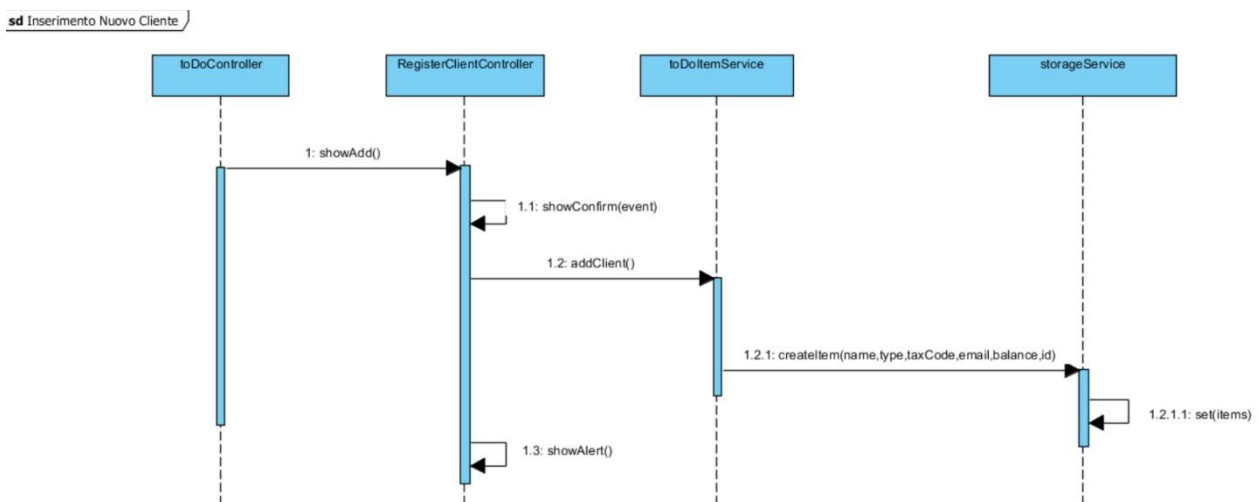 sd Inserimento Nuovo Cliente
toDoController
RegisterClientController
toDoItemService
storageService
1: showAdd()
1.1: showConfirm(event)
1.2: addClient()
1.2.1: createItem(name,type,taxCode,email,balance,id)
1.2.1.1: set(items)
1.3: showAlert()